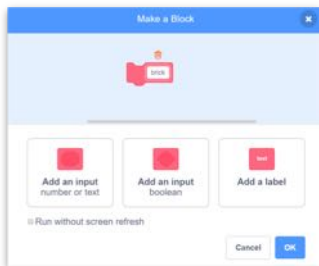 Make a Block
brick
text
Add an input
number or text
Add an input
boolean
Add a label
Run without screen refresh
Cancel
OK